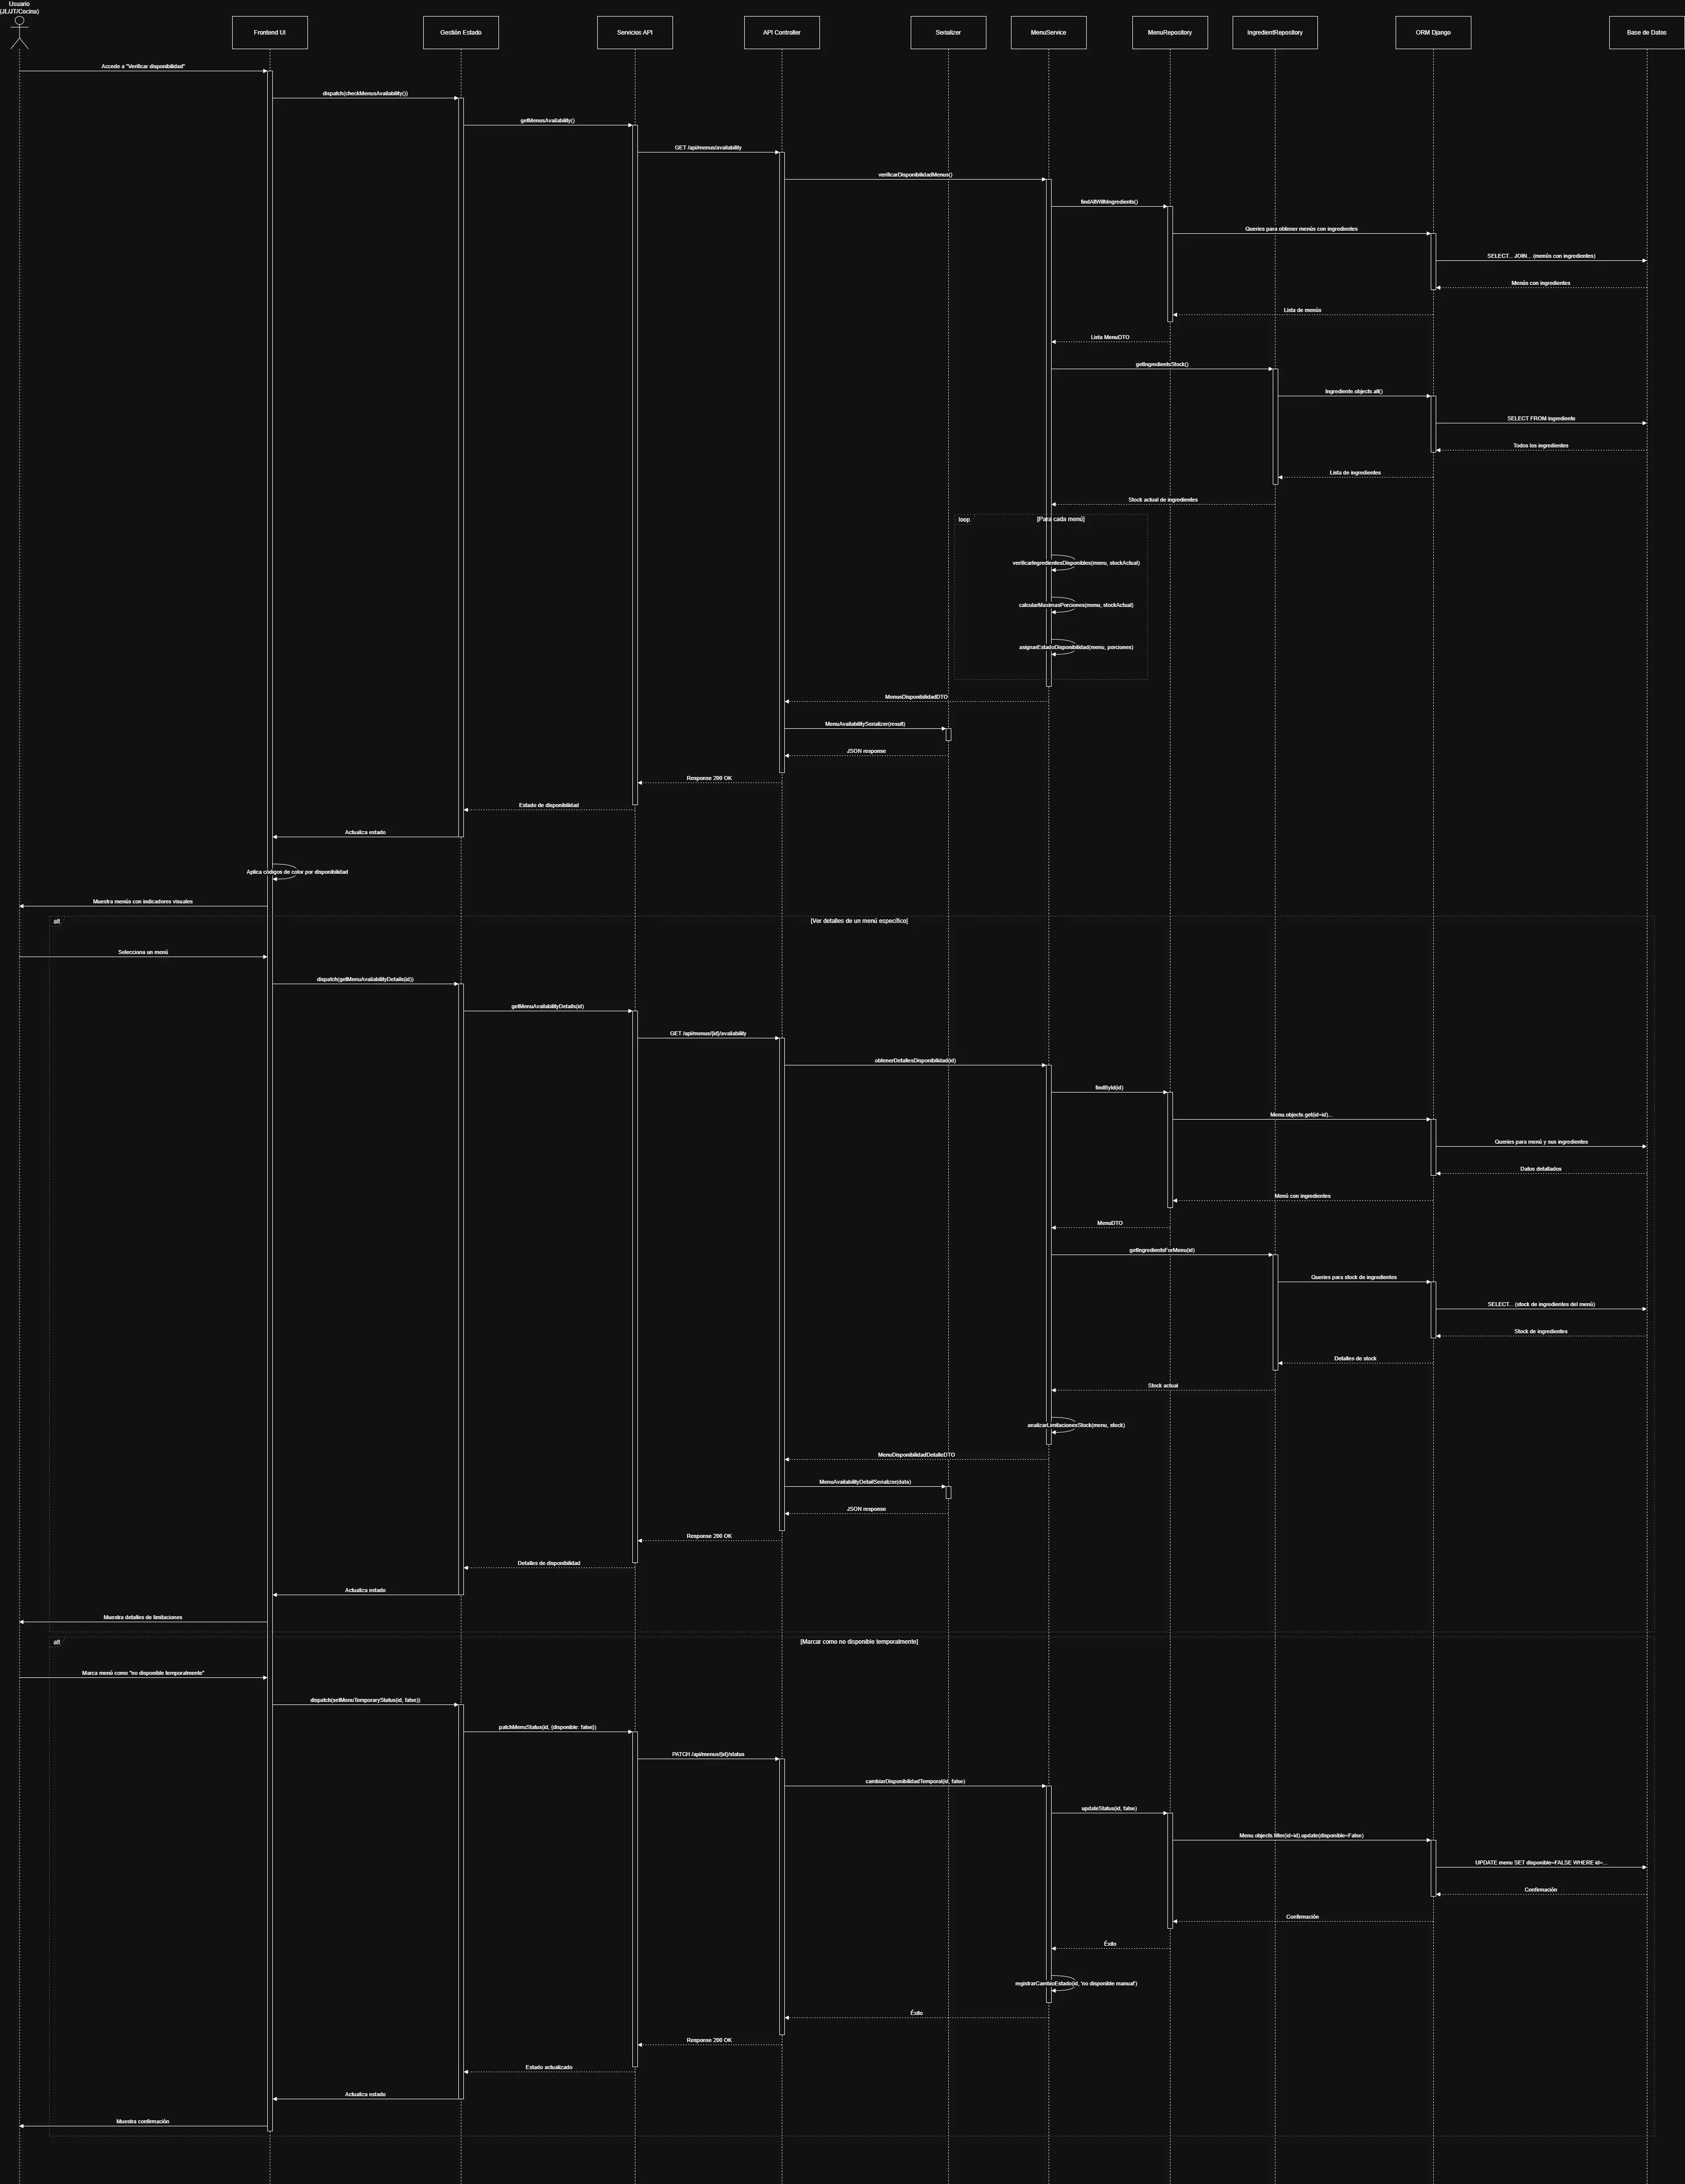 Usuario
(JL/JT/Cocina)
Frontend UI
Gestión Estado
Servicios API
API Controller
Serializer
MenuService
MenuRepository
IngredientRepository
ORM Django
Base de Datos
Accede a "Verificar disponibilidad"
dispatch(checkMenusAvailability())
getMenusAvailability()
GET /api/menus/availability
verificarDisponibilidadMenus()
findAllWithIngredients()
Queries para obtener menús con ingredientes
SELECT... JOIN... (menús con ingredientes)
Menús con ingredientes
Lista de menús
Lista MenuDTO
getIngredientsStock()
Ingrediente.objects.all()
SELECT FROM ingrediente
Todos los ingredientes
Lista de ingredientes
Stock actual de ingredientes
loop
[Para cada menú]
verificarIngredientesDisponibles(menu, stockActual)
calcularMaximasPorciones(menu, stockActual)
asignarEstadoDisponibilidad(menu, porciones)
MenusDisponibilidadDTO
MenuAvailabilitySerializer(result)
JSON response
Response 200 OK
Estado de disponibilidad
Actualiza estado
Aplica códigos de color por disponibilidad
Muestra menús con indicadores visuales
alt
[Ver detalles de un menú específico]
Selecciona un menú
dispatch(getMenuAvailabilityDetails(id))
getMenuAvailabilityDetails(id)
GET /api/menus/{id}/availability
obtenerDetallesDisponibilidad(id)
findById(id)
Menu.objects.get(id=id)...
Queries para menú y sus ingredientes
Datos detallados
Menú con ingredientes
MenuDTO
getIngredientsForMenu(id)
Queries para stock de ingredientes
SELECT... (stock de ingredientes del menú)
Stock de ingredientes
Detalles de stock
Stock actual
analizarLimitacionesStock(menu, stock)
MenuDisponibilidadDetalleDTO
MenuAvailabilityDetailSerializer(data)
JSON response
Response 200 OK
Detalles de disponibilidad
Actualiza estado
Muestra detalles de limitaciones
alt
[Marcar como no disponible temporalmente]
Marca menú como "no disponible temporalmente"
dispatch(setMenuTemporaryStatus(id, false))
patchMenuStatus(id, {disponible: false})
PATCH /api/menus/{id}/status
cambiarDisponibilidadTemporal(id, false)
updateStatus(id, false)
Menu.objects.filter(id=id).update(disponible=False)
UPDATE menu SET disponible=FALSE WHERE id=...
Confirmación
Confirmación
Éxito
registrarCambioEstado(id, 'no disponible manual')
Éxito
Response 200 OK
Estado actualizado
Actualiza estado
Muestra confirmación